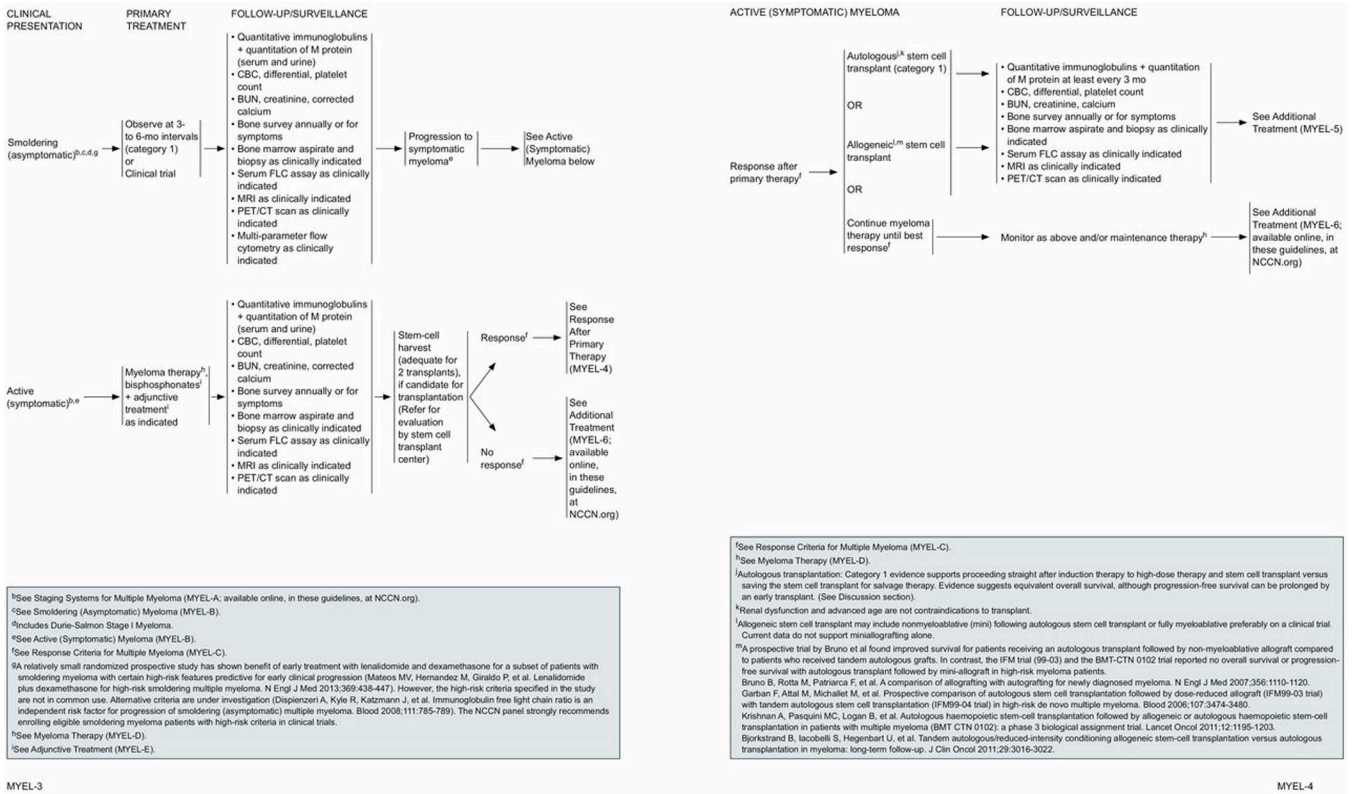 CLINICAL
PRESENTATION
PRIMARY
TREATMENT
FOLLOW-UP/SURVEILLANCE
Smoldering
(asymptomatic)b,c,d,g
Observe at 3-
to 6-mo intervals
(category 1)
or
Clinical trial
• Quantitative immunoglobulins
+ quantitation of M protein
(serum and urine)
• CBC, differential, platelet
count
• BUN, creatinine, corrected
calcium
• Bone survey annually or for
symptoms
• Bone marrow aspirate and
biopsy as clinically indicated
• Serum FLC assay as clinically
indicated
• MRI as clinically indicated
• PET/CT scan as clinically
indicated
• Multi-parameter flow
cytometry as clinically
indicated
Progression to
symptomatic
myelomae
See Active
(Symptomatic)
Myeloma below
Active
(symptomatic)b,e
Myeloma therapyh,
bisphosphonatesi
+ adjunctive
treatmenti
as indicated
• Quantitative immunoglobulins
+ quantitation of M protein
(serum and urine)
• CBC, differential, platelet
count
• BUN, creatinine, corrected
calcium
• Bone survey annually or for
symptoms
• Bone marrow aspirate and
biopsy as clinically indicated
• Serum FLC assay as clinically
indicated
• MRI as clinically indicated
• PET/CT scan as clinically
indicated
Stem-cell
harvest
(adequate for
2 transplants),
if candidate for
transplantation
(Refer for
evaluation
by stem cell
transplant
center)
Responsef
See
Response
After
Primary
Therapy
(MYEL-4)
No
responsef
See
Additional
Treatment
(MYEL-6;
available
online,
in these
guidelines,
at
NCCN.org)
bSee Staging Systems for Multiple Myeloma (MYEL-A; available online, in these guidelines, at NCCN.org).
cSee Smoldering (Asymptomatic) Myeloma (MYEL-B).
dIncludes Durie-Salmon Stage I Myeloma.
eSee Active (Symptomatic) Myeloma (MYEL-B).
fSee Response Criteria for Multiple Myeloma (MYEL-C).
gA relatively small randomized prospective study has shown benefit of early treatment with lenalidomide and dexamethasone for a subset of patients with
smoldering myeloma with certain high-risk features predictive for early clinical progression (Mateos MV, Hernandez M, Giraldo P, et al. Lenalidomide
plus dexamethasone for high-risk smoldering multiple myeloma. N Engl J Med 2013;369:438-447). However, the high-risk criteria specified in the study
are not in common use. Alternative criteria are under investigation (Dispienzeri A, Kyle R, Katzmann J, et al. Immunoglobulin free light chain ratio is an
independent risk factor for progression of smoldering (asymptomatic) multiple myeloma. Blood 2008;111:785-789). The NCCN panel strongly recommends
enrolling eligible smoldering myeloma patients with high-risk criteria in clinical trials.
hSee Myeloma Therapy (MYEL-D).
iSee Adjunctive Treatment (MYEL-E).
MYEL-3
ACTIVE (SYMPTOMATIC) MYELOMA
FOLLOW-UP/SURVEILLANCE
Response after
primary therapyf
Autologousj,k stem cell
transplant (category 1)
OR
Allogeneicl,m stem cell
transplant
OR
Continue myeloma
therapy until best
responsef
• Quantitative immunoglobulins + quantitation
of M protein at least every 3 mo
• CBC, differential, platelet count
• BUN, creatinine, calcium
• Bone survey annually or for symptoms
• Bone marrow aspirate and biopsy as clinically
indicated
• Serum FLC assay as clinically indicated
• MRI as clinically indicated
• PET/CT scan as clinically indicated
See Additional
Treatment (MYEL-5)
Monitor as above and/or maintenance therapyh
See Additional
Treatment (MYEL-6;
available online, in
these guidelines, at
NCCN.org)
fSee Response Criteria for Multiple Myeloma (MYEL-C).
hSee Myeloma Therapy (MYEL-D).
jAutologous transplantation: Category 1 evidence supports proceeding straight after induction therapy to high-dose therapy and stem cell transplant versus
saving the stem cell transplant for salvage therapy. Evidence suggests equivalent overall survival, although progression-free survival can be prolonged by
an early transplant. (See Discussion section).
kRenal dysfunction and advanced age are not contraindications to transplant.
lAllogeneic stem cell transplant may include nonmyeloablative (mini) following autologous stem cell transplant or fully myeloablative preferably on a clinical trial.
Current data do not support miniallografting alone.
mA prospective trial by Bruno et al found improved survival for patients receiving an autologous transplant followed by non-myeloablative allograft compared
to patients who received tandem autologous grafts. In contrast, the IFM trial (99-03) and the BMT-CTN 0102 trial reported no overall survival or progression-
free survival with autologous transplant followed by mini-allograft in high-risk myeloma patients.
Bruno B, Rotta M, Patriarca F, et al. A comparison of allografting with autografting for newly diagnosed myeloma. N Engl J Med 2007;356:1110-1120.
Garban F, Attal M, Michallet M, et al. Prospective comparison of autologous stem cell transplantation followed by dose-reduced allograft (IFM99-03 trial)
with tandem autologous stem cell transplantation (IFM99-04 trial) in high-risk de novo multiple myeloma. Blood 2006;107:3474-3480.
Krishnan A, Pasquini MC, Logan B, et al. Autologous haemopoietic stem-cell transplantation followed by allogeneic or autologous haemopoietic stem-cell
transplantation in patients with multiple myeloma (BMT CTN 0102): a phase 3 biological assignment trial. Lancet Oncol 2011;12:1195-1203.
Bjorkstrand B, Iacobelli S, Hegenbart U, et al. Tandem autologous/reduced-intensity conditioning allogeneic stem-cell transplantation versus autologous
transplantation in myeloma: long-term follow-up. J Clin Oncol 2011;29:3016-3022.
MYEL-4